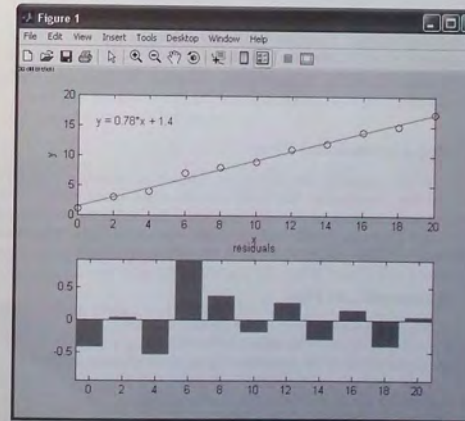 Figure 1
File Edit View Insert Tools Desktop Window Help
20
15
10
5
0
y
y = 0.78*x + 1.4
0 2 4 6 8 10 12 14 16 18 20
x
residuals
0.5
0
-0.5
0 2 4 6 8 10 12 14 16 18 20